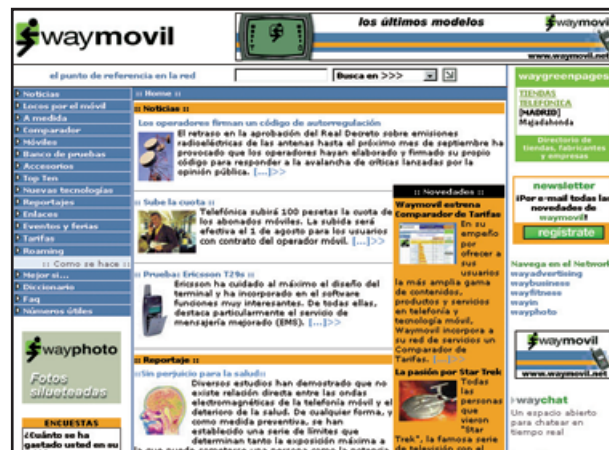 waymovil
los últimos modelos
waymovil
www.waymovil.net
el punto de referencia en la red
Busca en >>>
Noticias
Locos por el móvil
A medida
Comparador
Móviles
Banco de pruebas
Accesorios
Top Ten
Nuevas tecnologías
Reportajes
Enlaces
Eventos y ferias
Tarifas
Roaming
:: Como se hace ::
Mejor si...
Diccionario
Faq
Números útiles
wayphoto
Fotos
silueteadas
ENCUESTAS
¿Cuánto se ha
gastado usted en su
:: Home ::
:: Noticias ::
Los operadores firman un código de autorregulación
El retraso en la aprobación del Real Decreto sobre emisiones
radioeléctricas de las antenas hasta el próximo mes de septiembre ha
provocado que los operadores hayan elaborado y firmado su propio
código para responder a la avalancha de críticas lanzadas por la
opinión pública. [...]>>
:: Sube la cuota ::
Telefónica subirá 100 pesetas la cuota de
los abonados móviles. La subida será
efectiva el 1 de agosto para los usuarios
con contrato del operador móvil. [...]>>
:: Prueba: Ericsson T29s ::
Ericsson ha cuidado al máximo el diseño del
terminal y ha incorporado en el software
funciones muy interesantes. De todas ellas,
destaca particularmente el servicio de
mensajería mejorado (EMS). [...]>>
:: Reportaje ::
::Sin perjuicio para la salud::
Diversos estudios han demostrado que no
existe relación directa entre las ondas
electromagnéticas de la telefonía móvil y el
deterioro de la salud. De cualquier forma, y
como medida preventiva, se han
establecido una serie de límites que
determinan tanto la exposición máxima a
la que puede someterse una persona como la potencia
:: Novedades ::
Waymovil estrena
Comparador de Tarifas
En su
empeño
por
ofrecer a
sus
usuarios
la más amplia gama
de contenidos,
productos y servicios
en telefonía y
tecnología móvil,
Waymovil incorpora a
su red de servicios un
Comparador de
Tarifas. [...]>>
La pasión por Star Trek
Todas
las
personas
que
vieron
"Star
Trek", la famosa serie
de televisión con el
waygreenpages
TIENDAS
TELEFONICA
[MADRID]
Majadahonda
Directorio de
tiendas, fabricantes
y empresas
newsletter
¡Por e-mail todas las
novedades de
waymovil!
regístrate
Navega en el Network
wayadvertising
waybusiness
wayfitness
wayin
wayphoto
waymovil
www.waymovil.net
waychat
Un espacio abierto
para chatear en
tiempo real